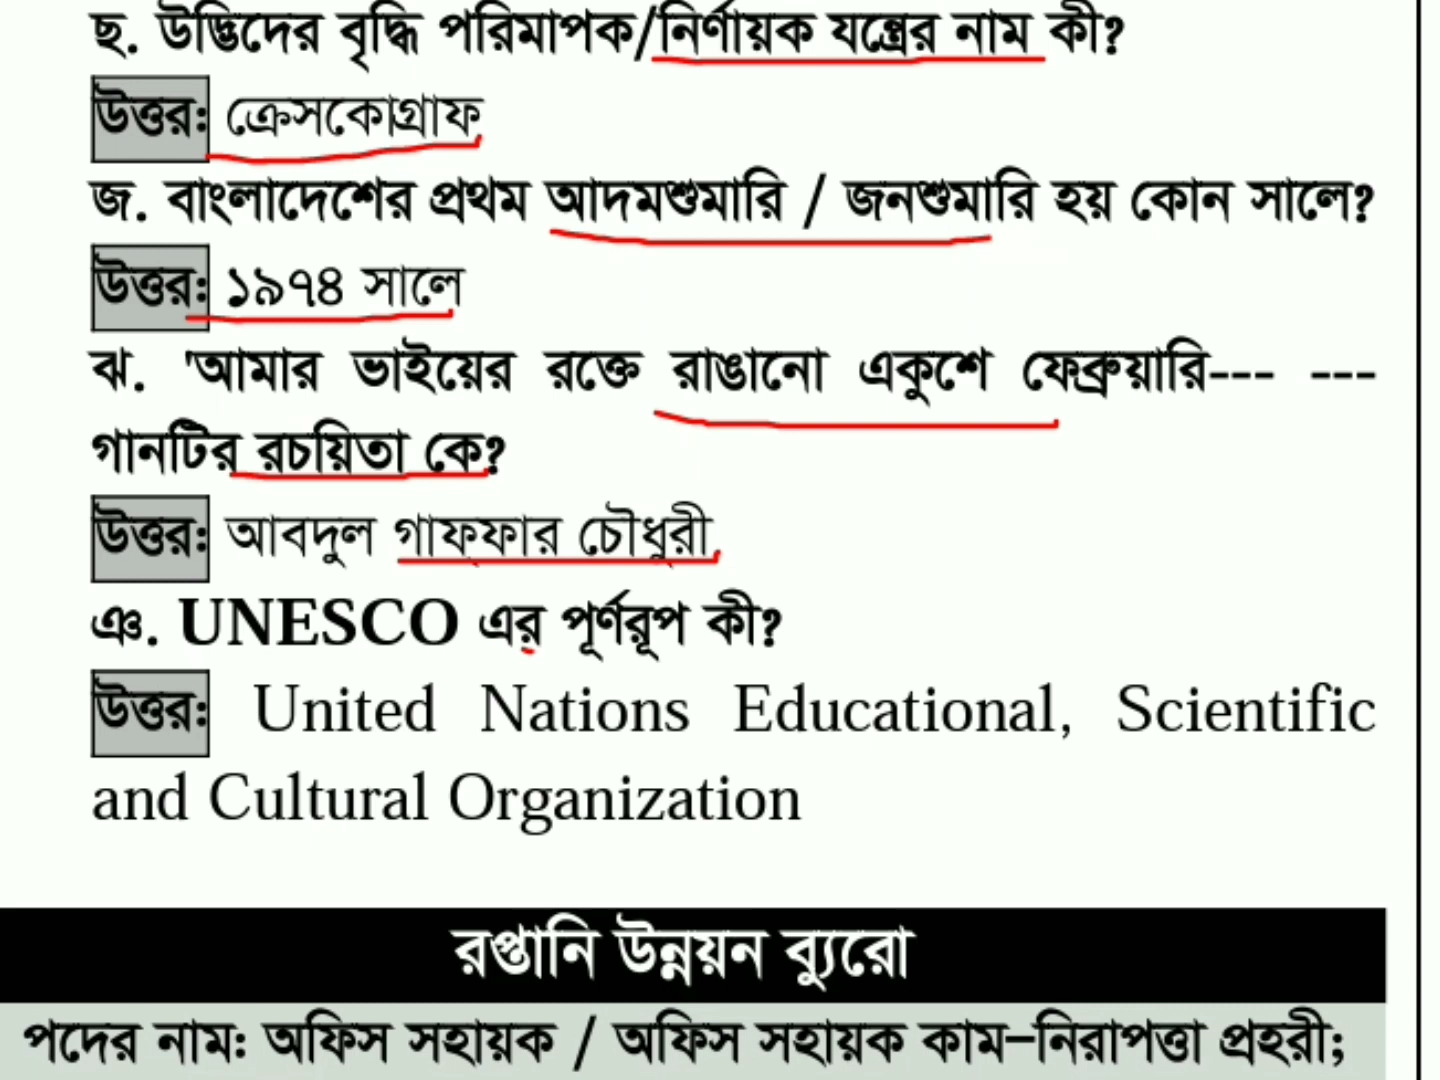 ছ. উদ্ভিদের বৃদ্ধি পরিমাপক/নির্ণায়ক যন্ত্রের নাম কী?
উত্তর: ক্রেসকোগ্রাফ
জ. বাংলাদেশের প্রথম আদমশুমারি / জনশুমারি হয় কোন সালে?
উত্তর: ১৯৭৪ সালে
ঝ. 'আমার ভাইয়ের রক্তে রাঙানো একুশে ফেব্রুয়ারি--- ---
গানটির রচয়িতা কে?
উত্তর: আবদুল গাফ্ফার চৌধুরী
ঞ. UNESCO এর পূর্ণরূপ কী?
উত্তর: United Nations Educational, Scientific
and Cultural Organization
রপ্তানি উন্নয়ন ব্যুরো
পদের নাম: অফিস সহায়ক / অফিস সহায়ক কাম–নিরাপত্তা প্রহরী;